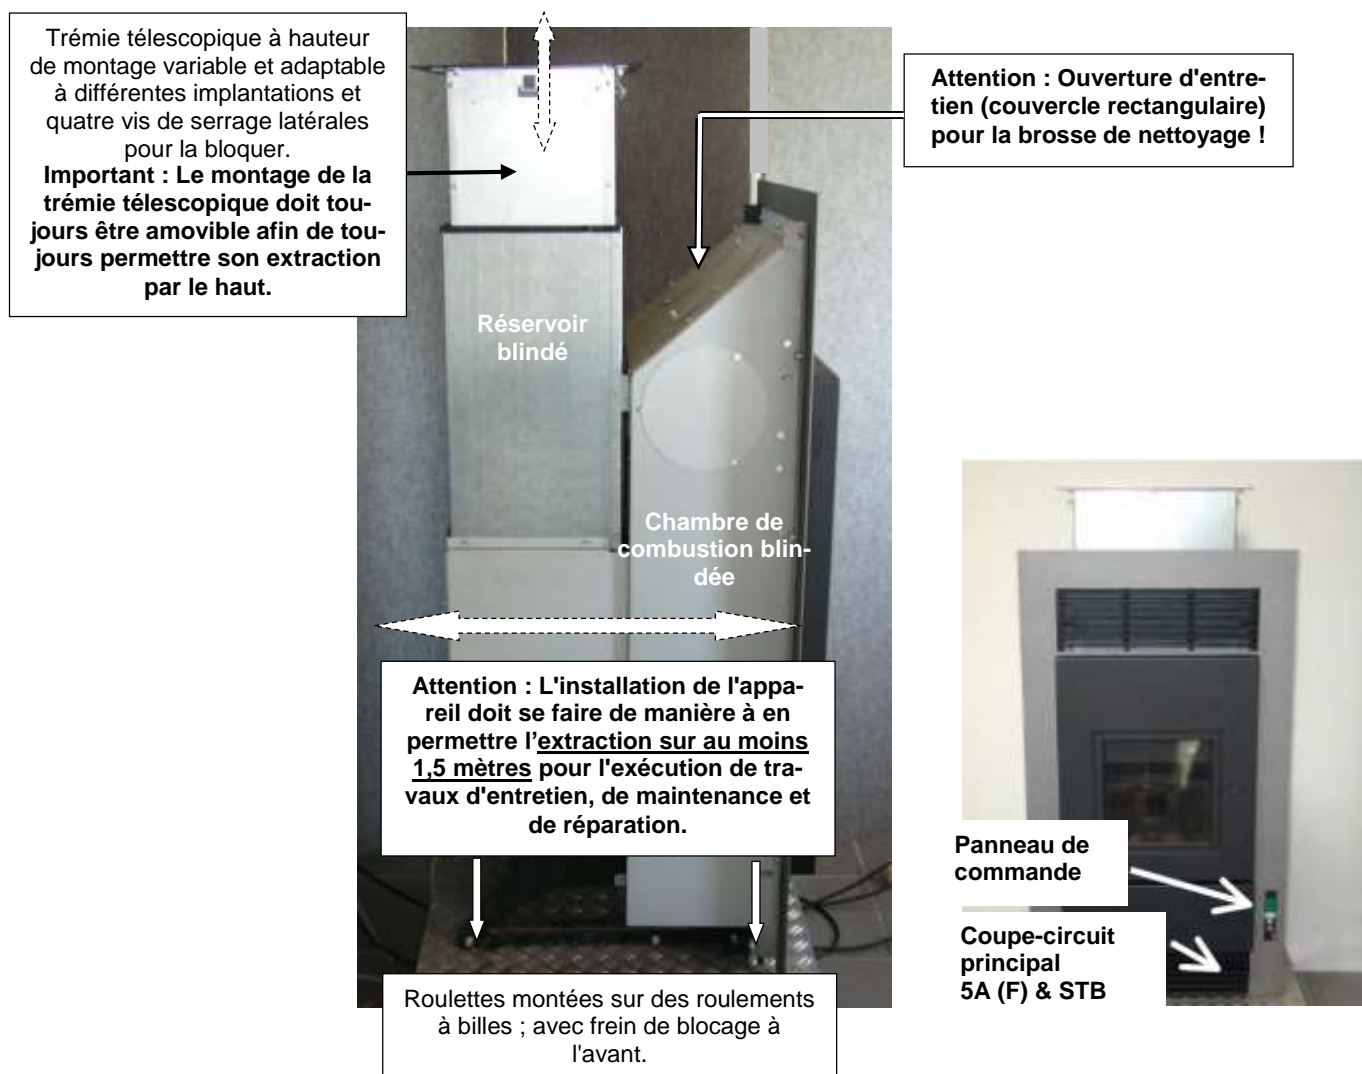 Trémie télescopique à hauteur
de montage variable et adaptable
à différentes implantations et
quatre vis de serrage latérales
pour la bloquer.
Important : Le montage de la
trémie télescopique doit tou-
jours être amovible afin de tou-
jours permettre son extraction
par le haut.
Attention : Ouverture d'entre-
tien (couvercle rectangulaire)
pour la brosse de nettoyage !
Réservoir
blindé
Chambre de
combustion blin-
dée
Attention : L'installation de l'appa-
reil doit se faire de manière à en
permettre l’extraction sur au moins
1,5 mètres pour l'exécution de tra-
vaux d'entretien, de maintenance et
de réparation.
Panneau de
commande
Coupe-circuit
principal
5A (F) & STB
Roulettes montées sur des roulements
à billes ; avec frein de blocage à
l'avant.